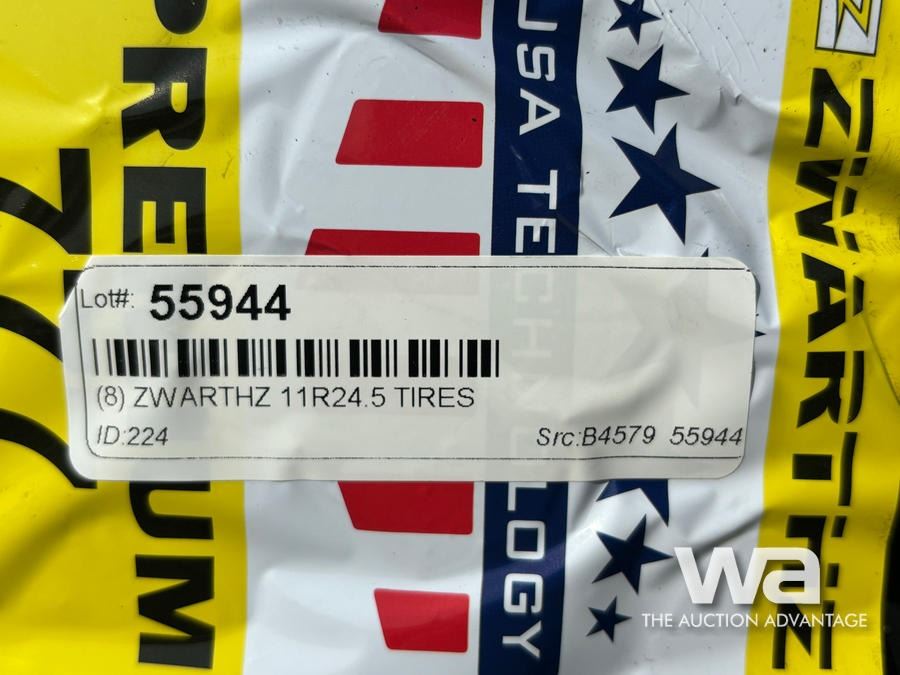 Lot#: 55944
(8) ZWARTHZ 11R24.5 TIRES
ID:224
Src:B4579 55944
USA TECHNOLOGY
ZWARTHZ
wa
THE AUCTION ADVANTAGE